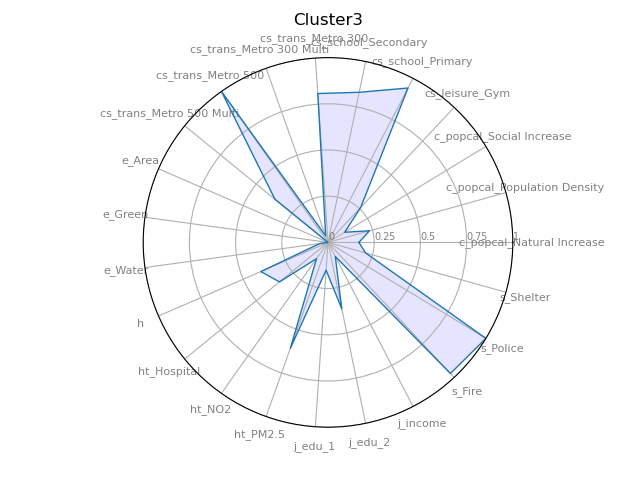 Cluster3
cs_trans_Metro 300
cs_school_Secondary
cs_trans_Metro 300 Multi
cs_school_Primary
cs_trans_Metro 500
cs_leisure_Gym
cs_trans_Metro 500 Multi
c_popcal_Social Increase
e_Area
c_popcal_Population Density
e_Green
0
0.25
0.5
0.75
1
c_popcal_Natural Increase
e_Water
s_Shelter
h
s_Police
ht_Hospital
s_Fire
ht_NO2
j_income
ht_PM2.5
j_edu_2
j_edu_1